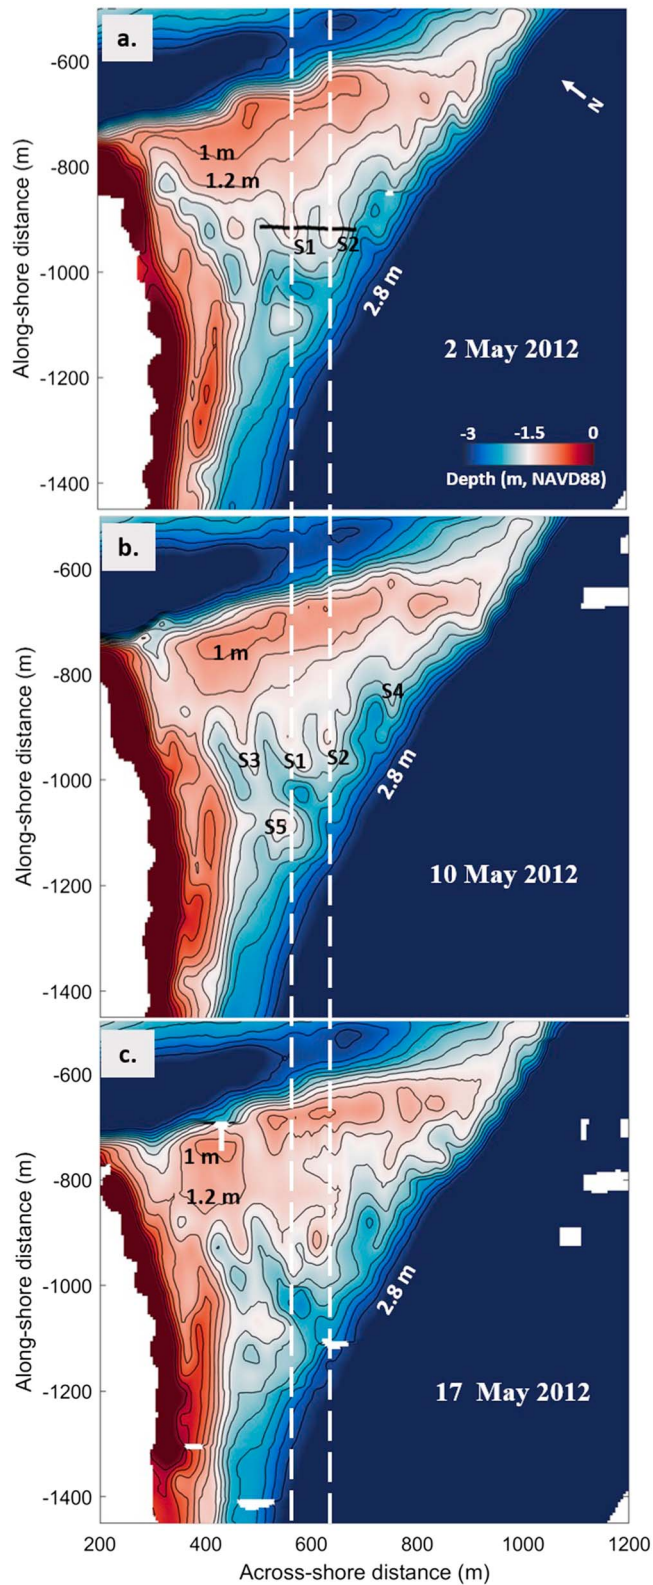 a.
-600
-800
-1000
-1200
-1400
Along-shore distance (m)
N
1 m
1.2 m
S1
S2
2.8 m
2 May 2012
-3
-1.5
0
Depth (m, NAVD88)
b.
-600
-800
-1000
-1200
-1400
Along-shore distance (m)
1 m
S4
S3
S1
S2
S5
2.8 m
10 May 2012
c.
-600
-800
-1000
-1200
-1400
Along-shore distance (m)
1 m
1.2 m
2.8 m
17 May 2012
200
400
600
800
1000
1200
Across-shore distance (m)